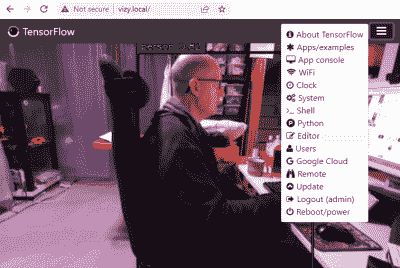 Not secure vizy.local/
TensorFlow
person
About TensorFlow
Apps/examples
App console
WiFi
Clock
System
Shell
Python
Editor
Users
Google Cloud
Remote
Update
Logout (admin)
Reboot/power